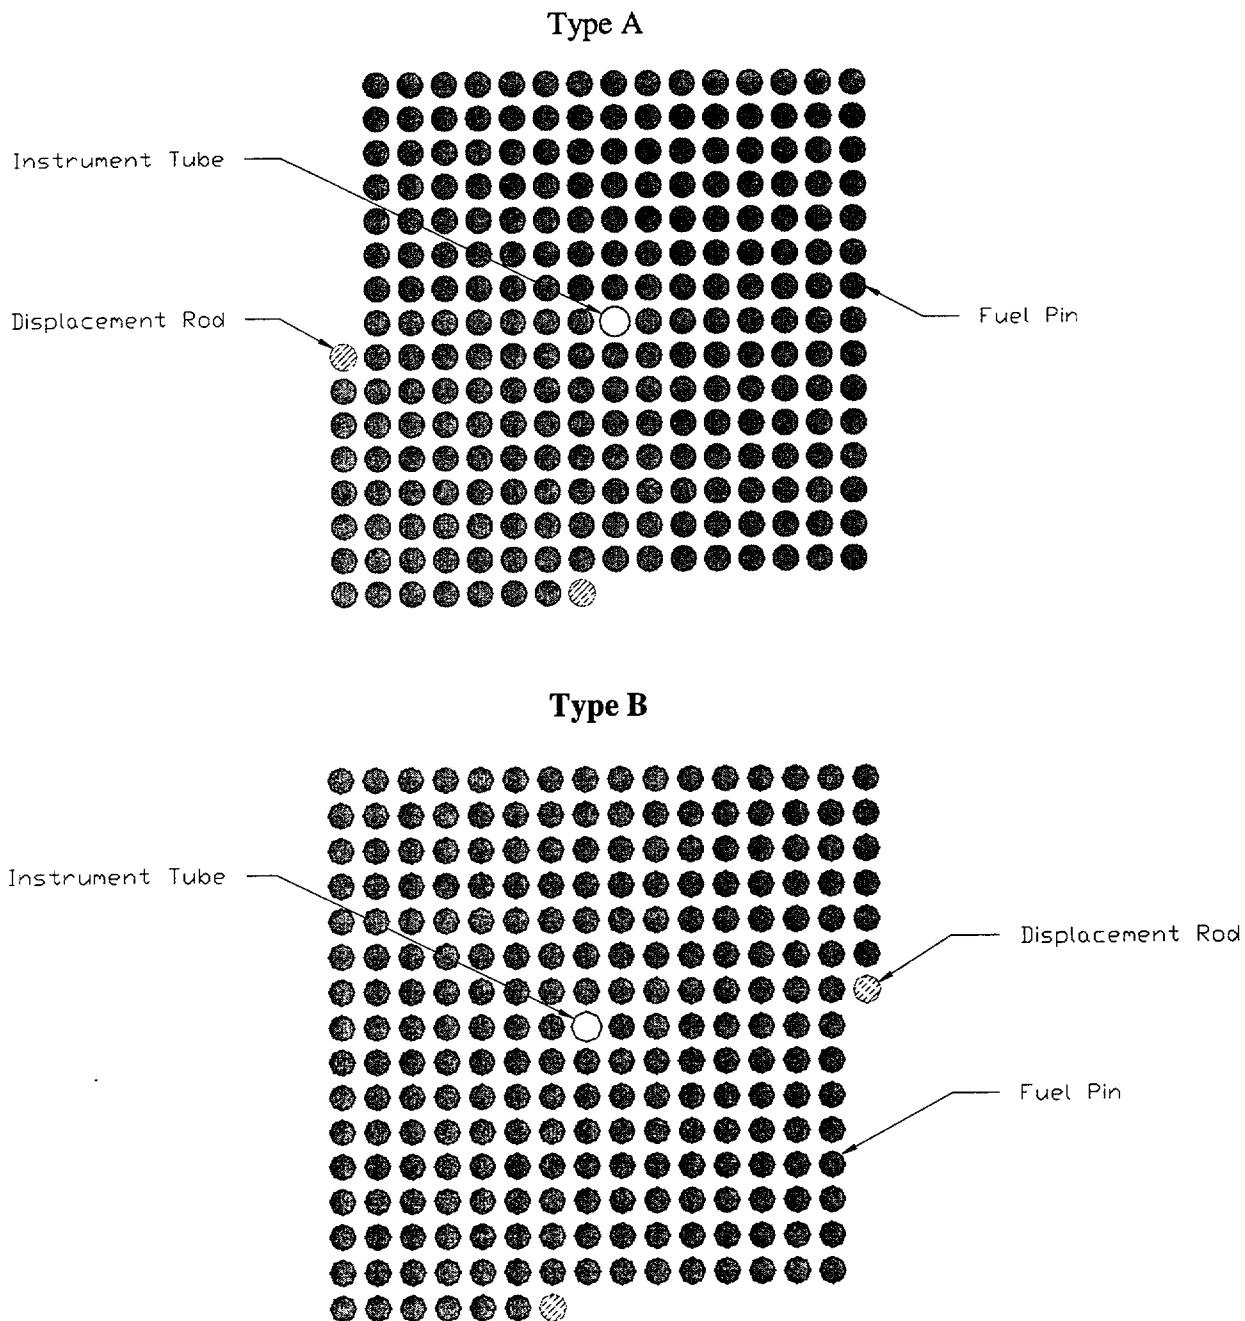 Type A
Instrument Tube
Displacement Rod
Fuel Pin
Type B
Instrument Tube
Displacement Rod
Fuel Pin